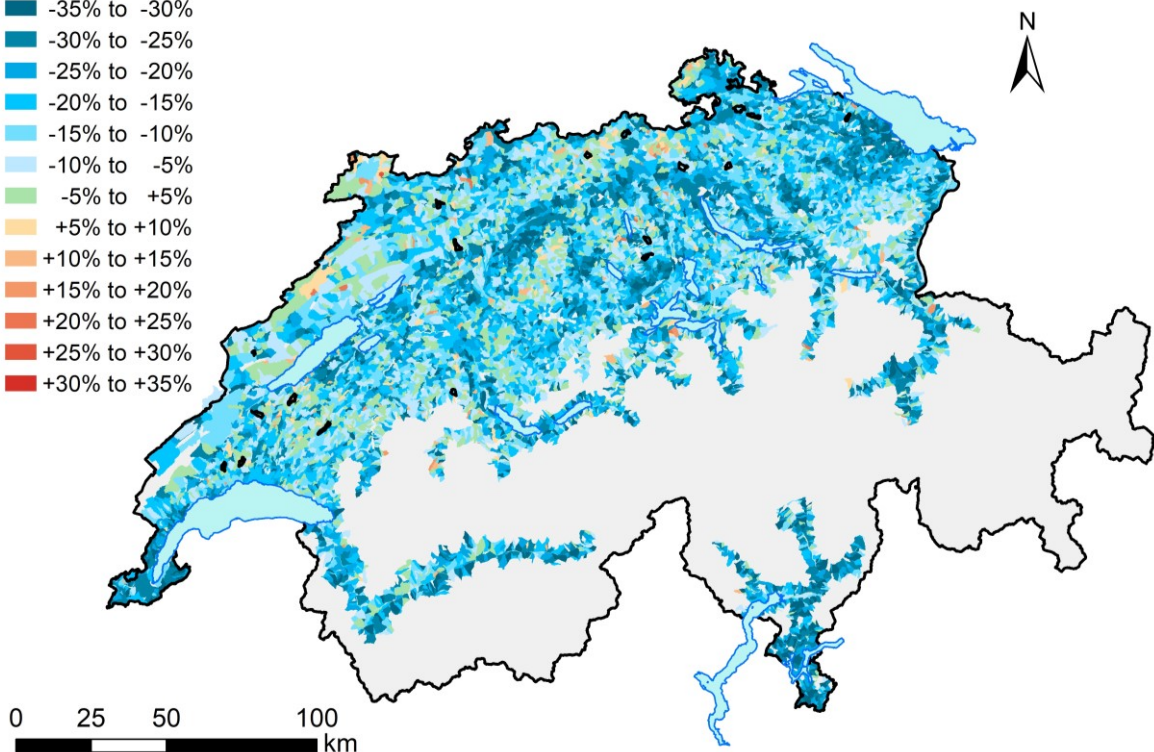 -35% to -30%
-30% to -25%
-25% to -20%
-20% to -15%
-15% to -10%
-10% to -5%
-5% to +5%
+5% to +10%
+10% to +15%
+15% to +20%
+20% to +25%
+25% to +30%
+30% to +35%
N
0 25 50 100
km